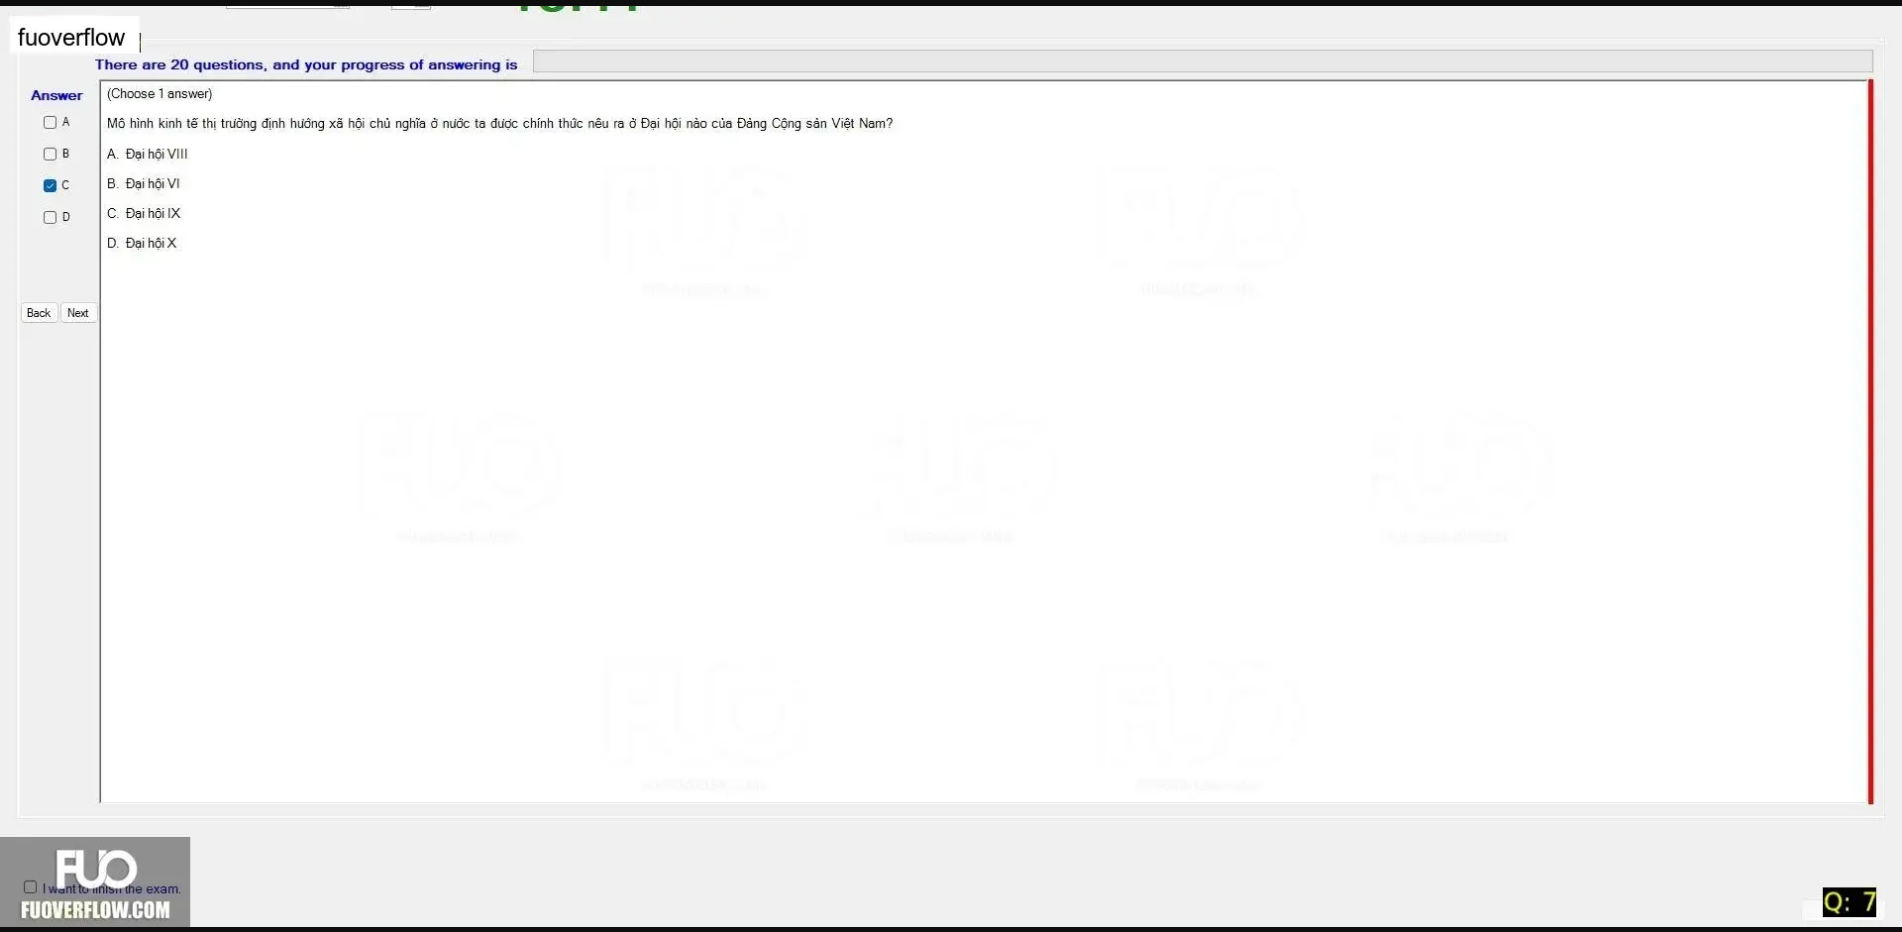 fuoverflow
There are 20 questions, and your progress of answering is
Answer
(Choose 1 answer)
A
Mô hình kinh tế thị trường định hướng xã hội chủ nghĩa ở nước ta được chính thức nêu ra ở Đại hội nào của Đảng Cộng sản Việt Nam?
B
A. Đại hội VIII
C
B. Đại hội VI
D
C. Đại hội IX
D. Đại hội X
Back Next
FUO
I want to finish the exam.
FUOVERFLOW.COM
Q: 7